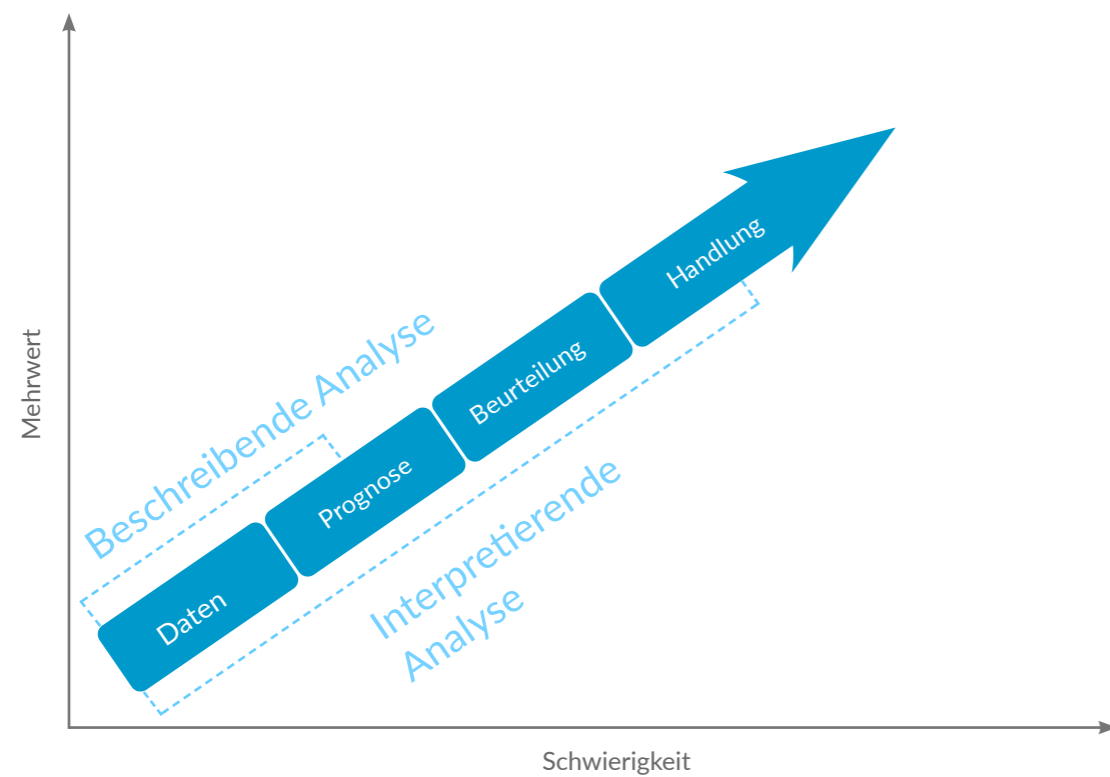 Mehrwert
Beschreibende Analyse
Daten
Prognose
Beurteilung
Handlung
Interpretierende
Analyse
Schwierigkeit